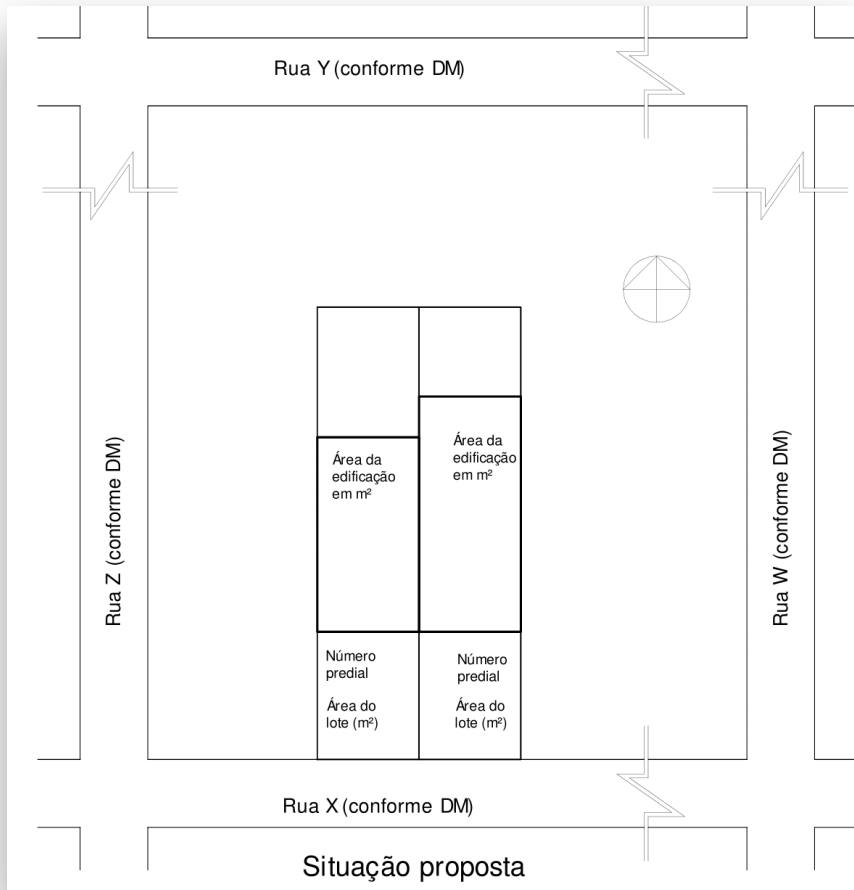 Rua Y (conforme DM)
Rua Z (conforme DM)
Rua W (conforme DM)
Área da
edificação
em m²
Área da
edificação
em m²
Número
predial
Área do
lote (m²)
Número
predial
Área do
lote (m²)
Rua X (conforme DM)
Situação proposta